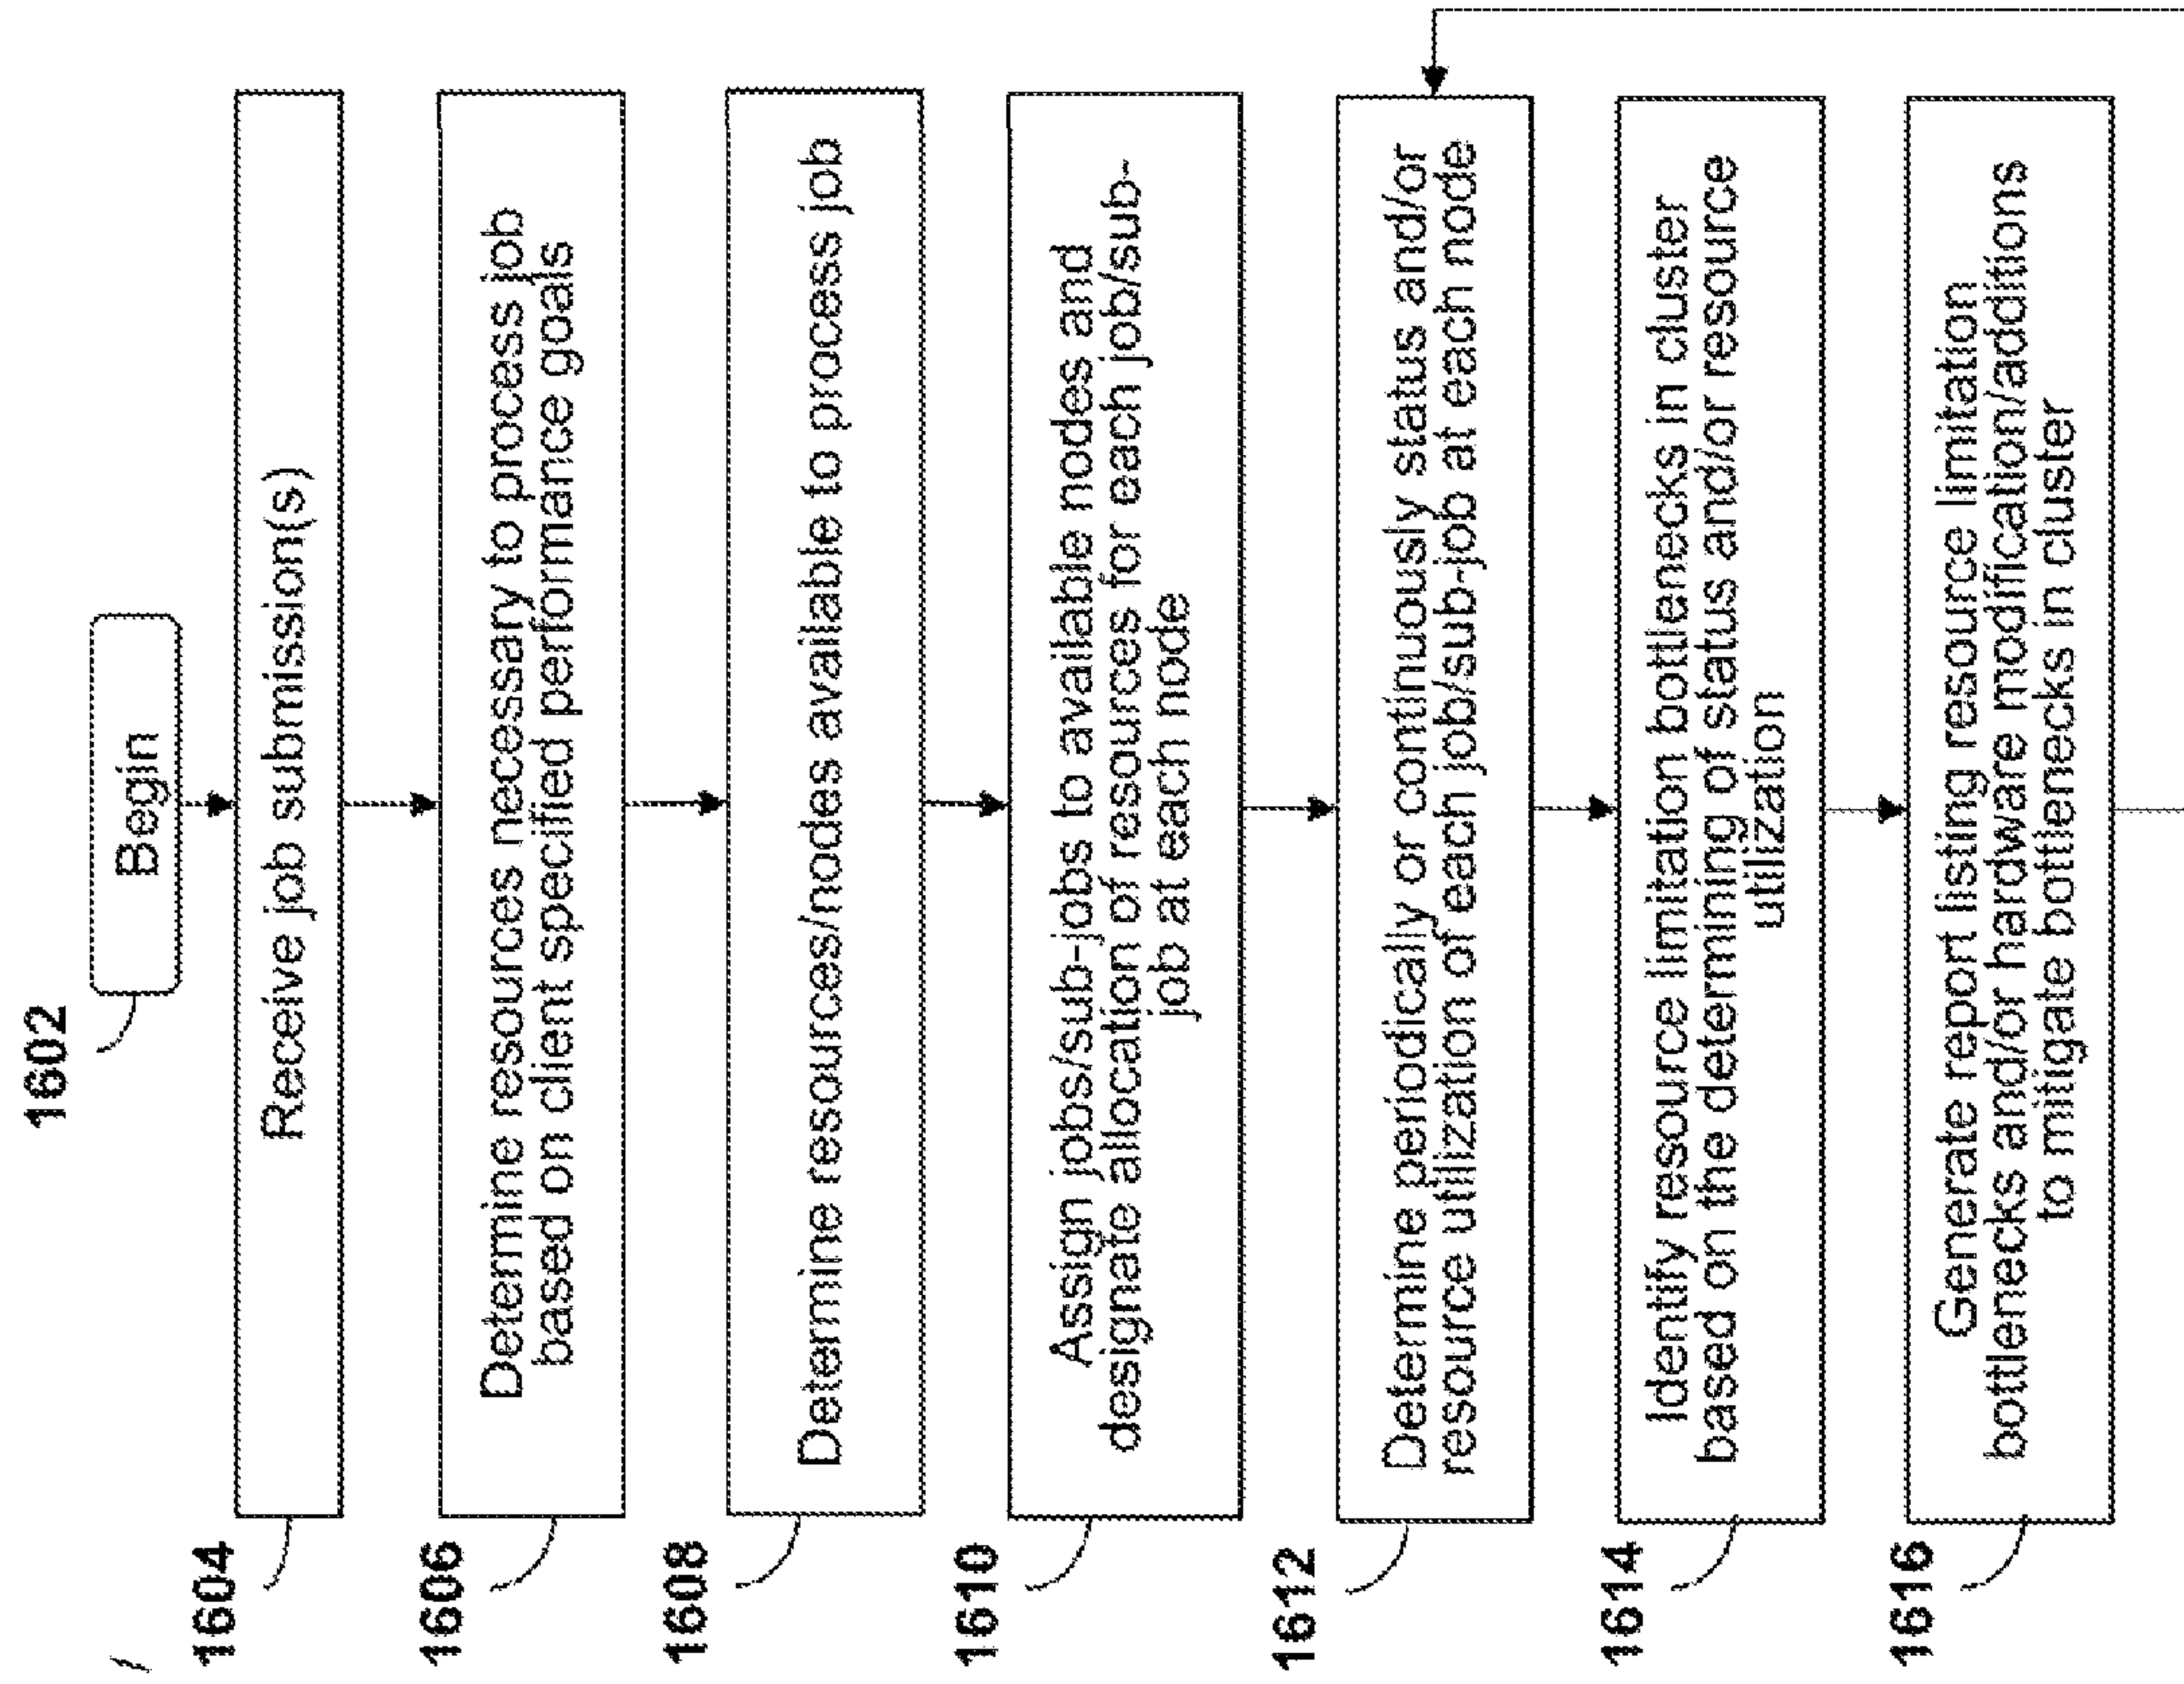 1602
Begin
1604
Receive job submission(s)
1606
Determine resources necessary to process job
based on client specified performance goals
1608
Determine resources/nodes available to process job
1610
Assign jobs/sub-jobs to available nodes and
designate allocation of resources for each job/sub-
job at each node
1612
Determine periodically or continuously status and/or
resource utilization of each job/sub-job at each node
1614
Identify resource limitation bottlenecks in cluster
based on the determining of status and/or resource
utilization
1616
Generate report listing resource limitation
bottlenecks and/or hardware modification/additions
to mitigate bottlenecks in cluster